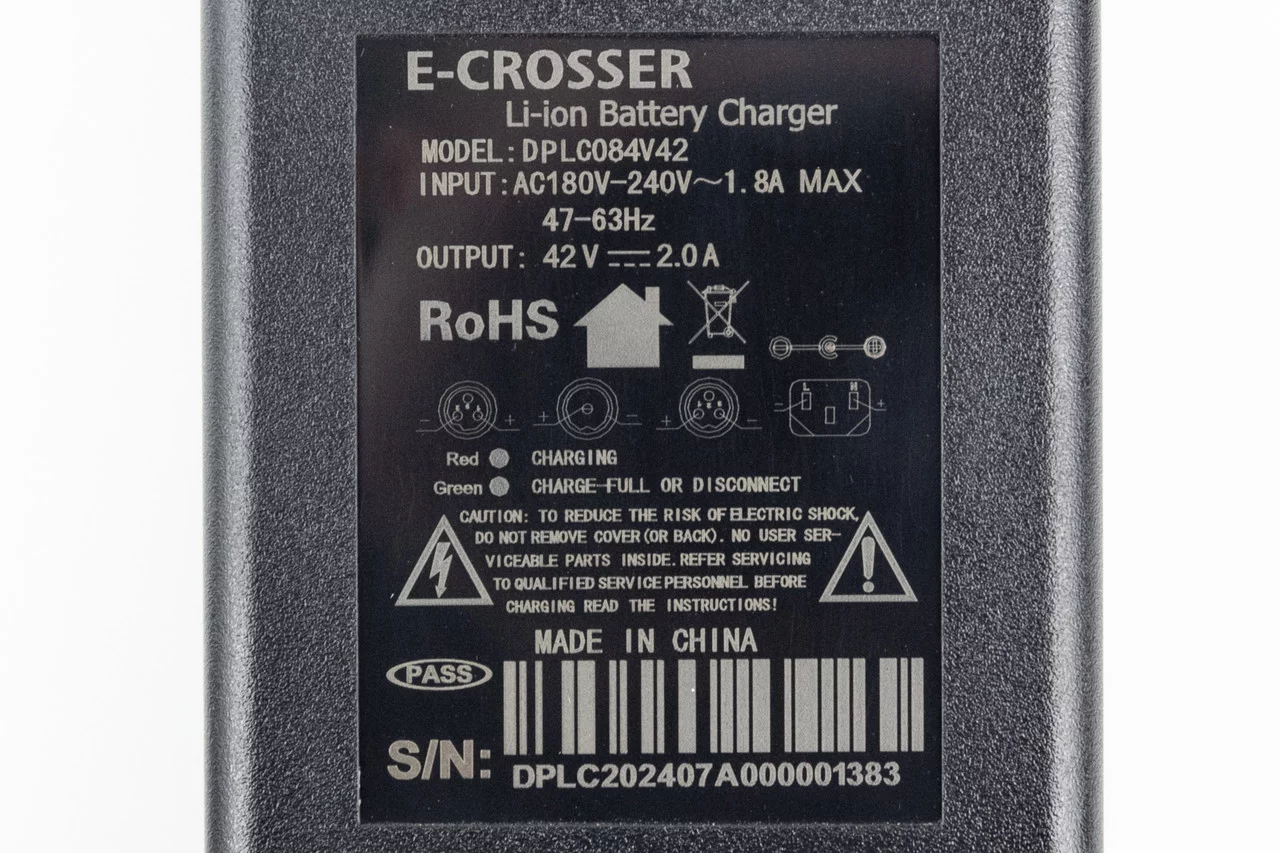 E-CROSSER
Li-ion Battery Charger
MODEL:DPLC084V42
INPUT:AC180V-240V~1.8A MAX
47-63Hz
OUTPUT: 42V⎓2.0A
RoHS
L N
- + + - - + - +
Red CHARGING
Green CHARGE-FULL OR DISCONNECT
CAUTION: TO REDUCE THE RISK OF ELECTRIC SHOCK,
DO NOT REMOVE COVER (OR BACK). NO USER SER-
VICEABLE PARTS INSIDE. REFER SERVICING
TO QUALIFIED SERVICE PERSONNEL BEFORE
CHARGING READ THE INSTRUCTIONS!
MADE IN CHINA
PASS
S/N:
DPLC202407A000001383